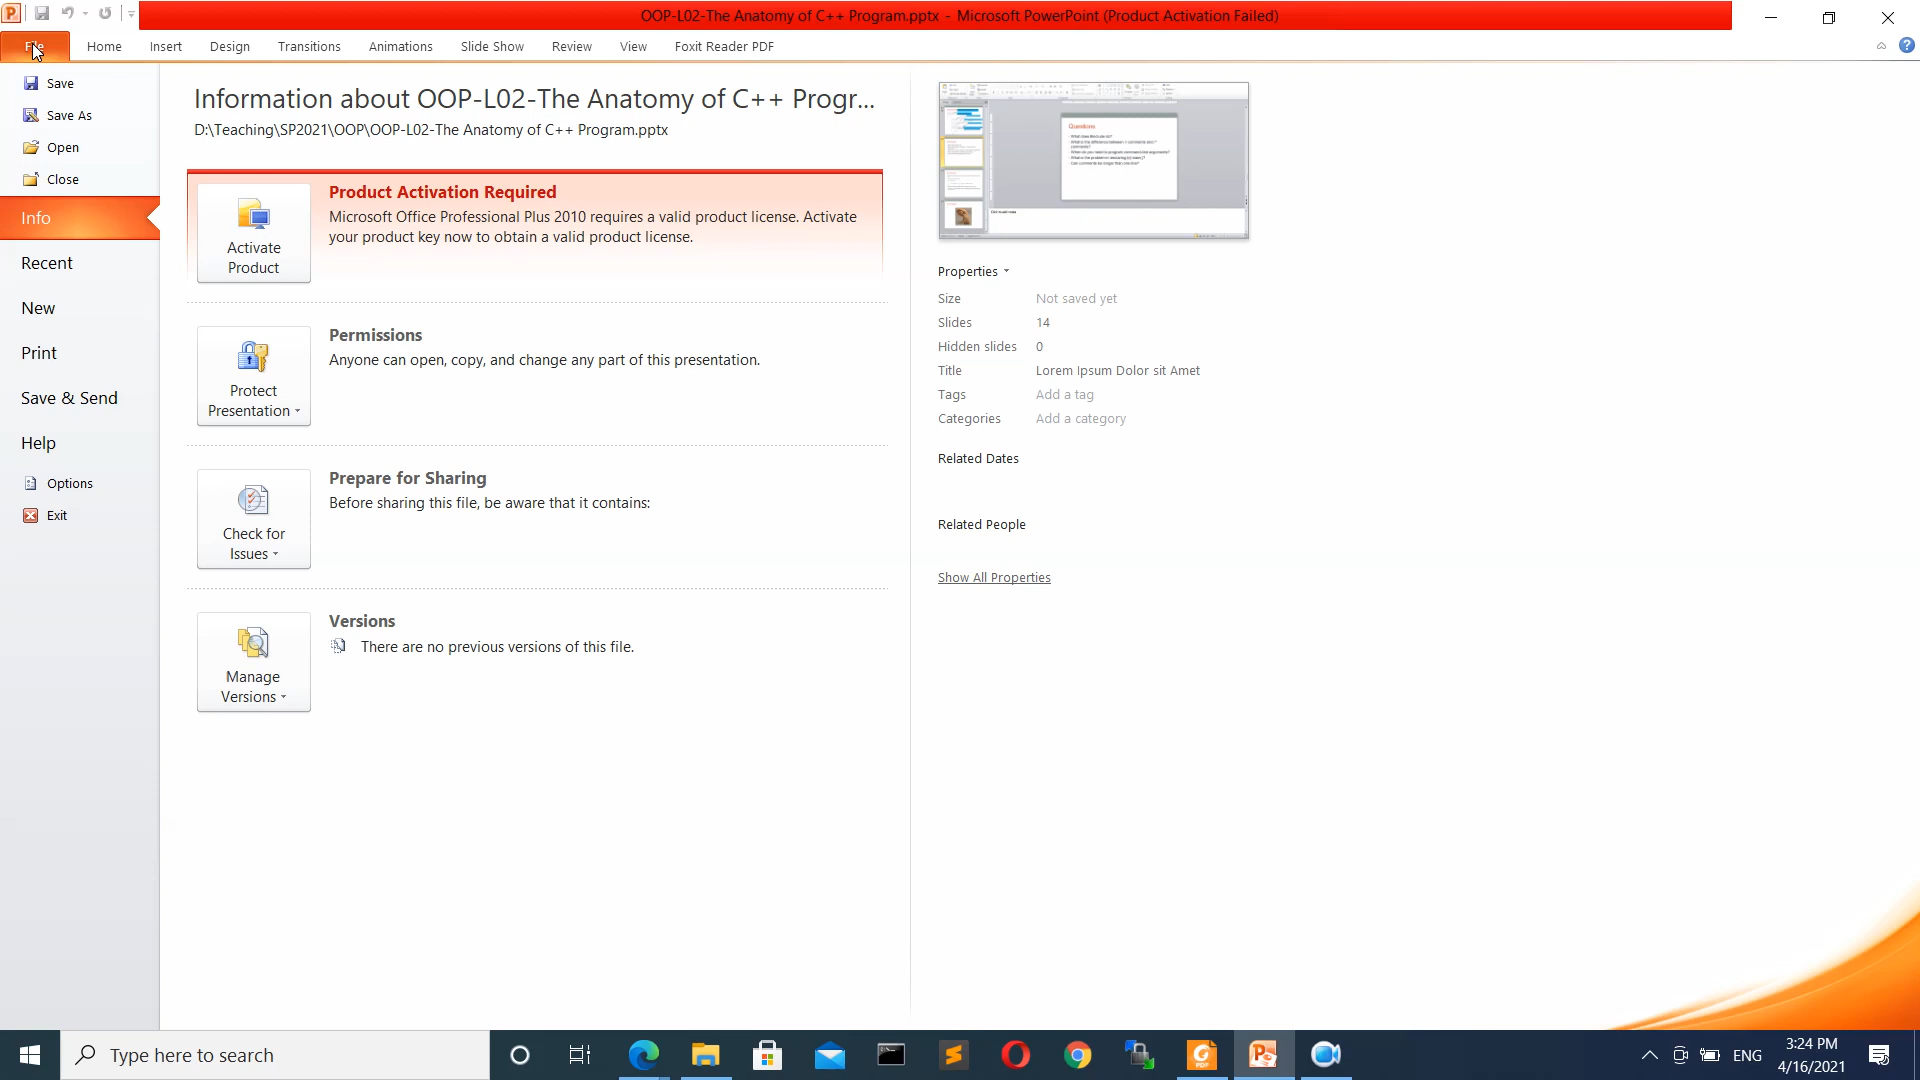 OOP-L02-The Anatomy of C++ Program.pptx - Microsoft PowerPoint (Product Activation Failed)
File Home Insert Design Transitions Animations Slide Show Review View Foxit Reader PDF
Save
Save As
Open
Close
Info
Recent
New
Print
Save & Send
Help
Options
Exit
Information about OOP-L02-The Anatomy of C++ Progr...
D:\Teaching\SP2021\OOP\OOP-L02-The Anatomy of C++ Program.pptx
Activate
Product
Product Activation Required
Microsoft Office Professional Plus 2010 requires a valid product license. Activate
your product key now to obtain a valid product license.
Protect
Presentation
Permissions
Anyone can open, copy, and change any part of this presentation.
Check for
Issues
Prepare for Sharing
Before sharing this file, be aware that it contains:
Manage
Versions
Versions
There are no previous versions of this file.
Questions
Properties
Size Not saved yet
Slides 14
Hidden slides 0
Title Lorem Ipsum Dolor sit Amet
Tags Add a tag
Categories Add a category
Related Dates
Related People
Show All Properties
Type here to search
ENG
3:24 PM
4/16/2021